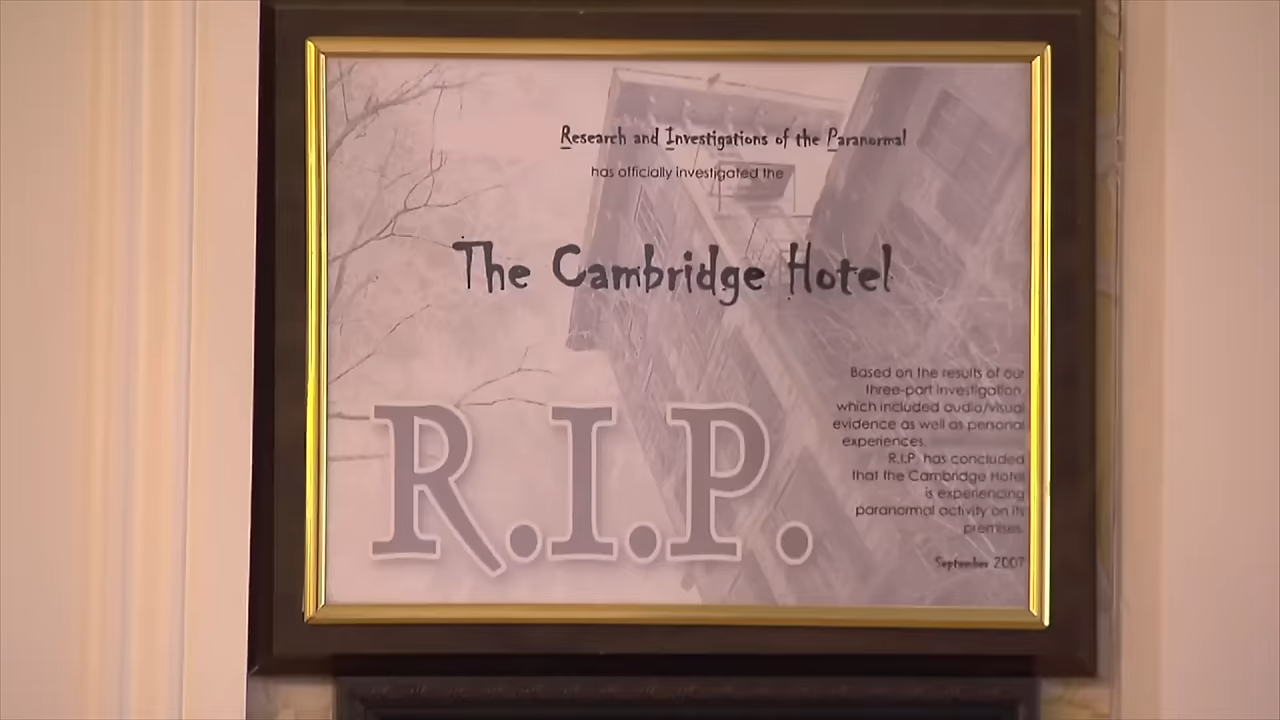 Research and Investigations of the Paranormal
has officially investigated the
The Cambridge Hotel
R.I.P.
Based on the results of our
three-part investigation,
which included audio/visual
evidence as well as personal
experiences,
R.I.P. has concluded
that the Cambridge Hotel
is experiencing
paranormal activity on its
premises.
September 2007